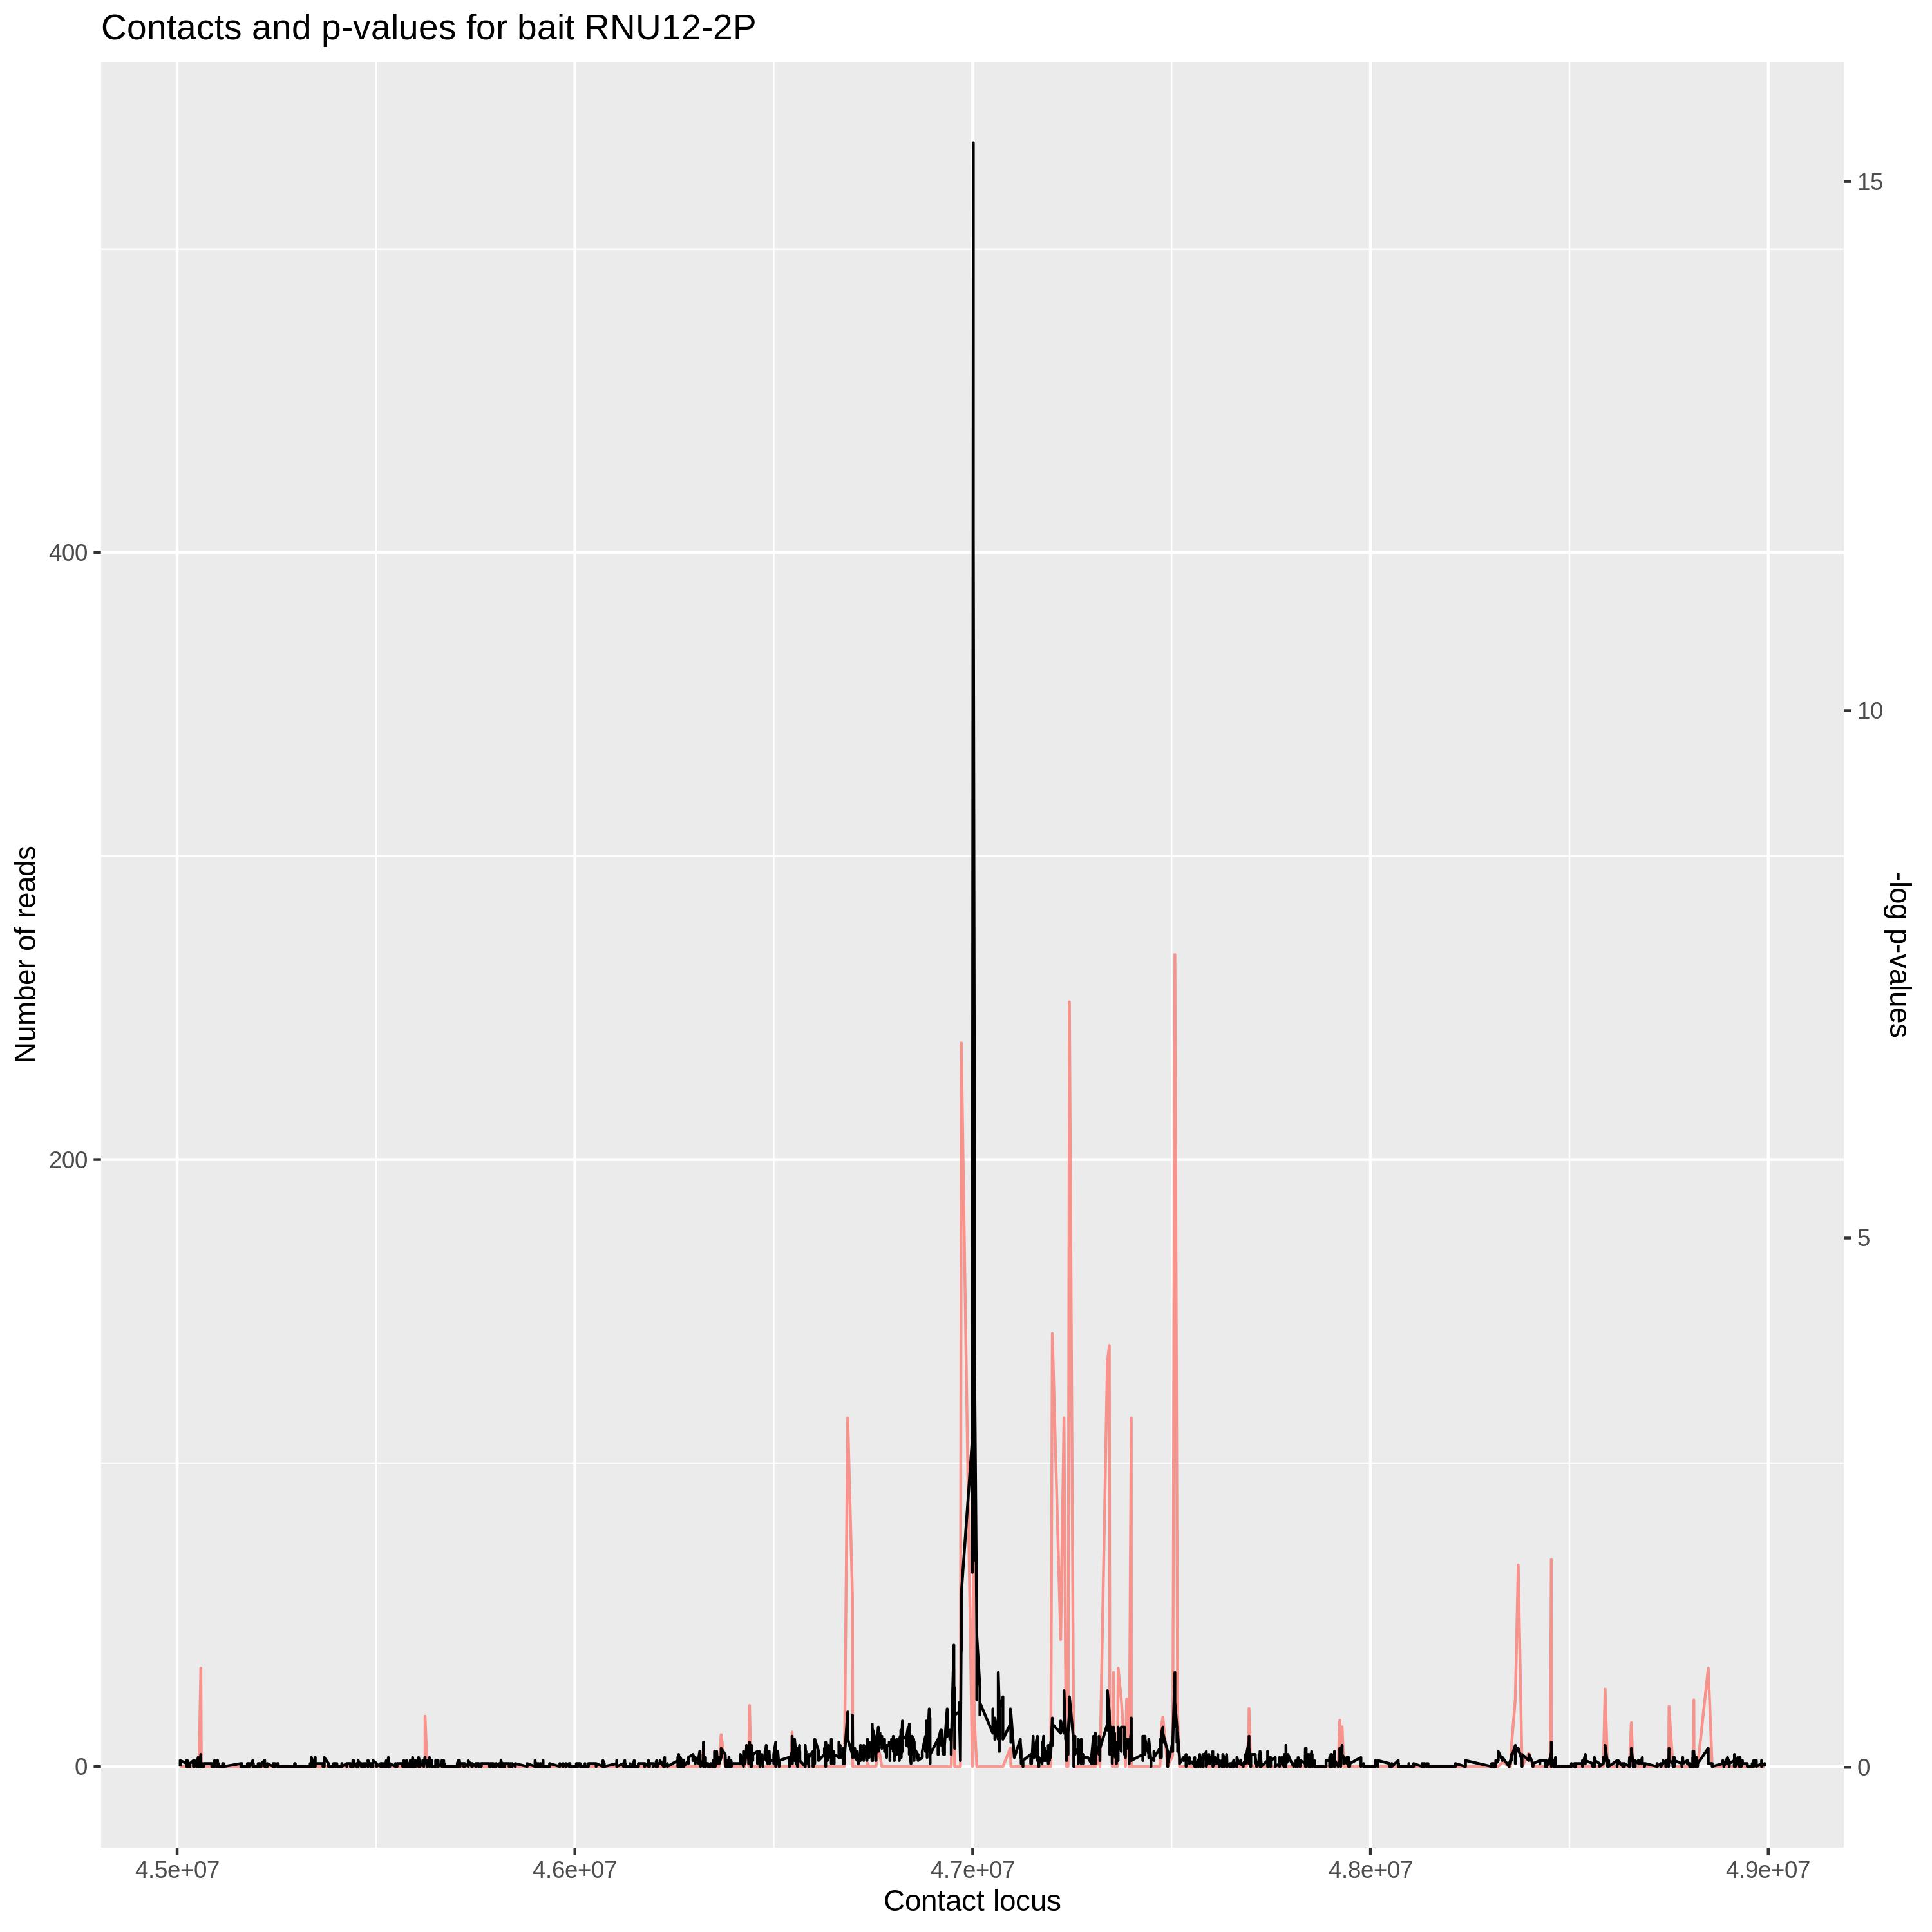 Contacts and p-values for bait RNU12-2P
Number of reads
400
200
0
15
10
5
0
-log p-values
4.5e+07
4.6e+07
4.7e+07
4.8e+07
4.9e+07
Contact locus